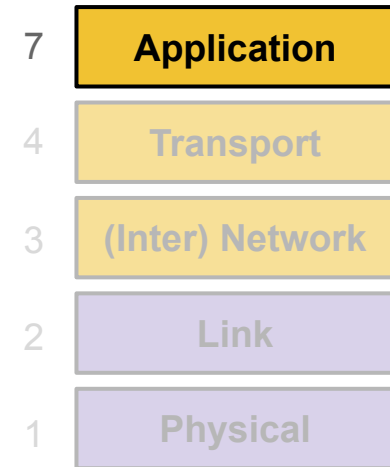 7 Application
4 Transport
3 (Inter) Network
2 Link
1 Physical